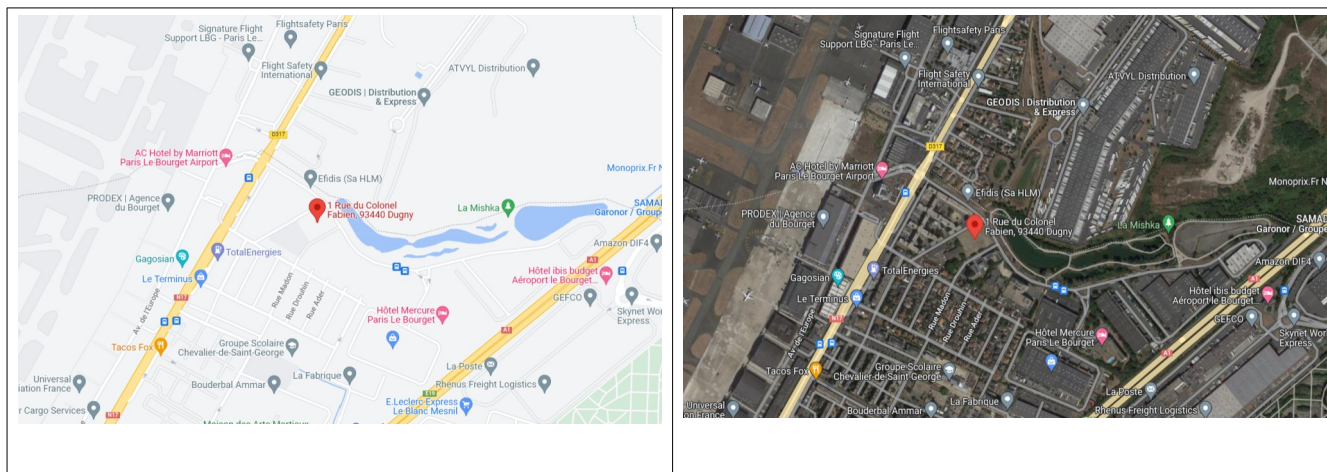 Signature Flight
Support LBG - Paris Le...
Flightsafety Paris
Flight Safety
International
ATVYL Distribution
GEODIS | Distribution
& Express
D317
AC Hotel by Marriott
Paris Le Bourget Airport
Efidis (Sa HLM)
Monoprix.Fr N
PRODEX | Agence
du Bourget
1 Rue du Colonel
Fabien, 93440 Dugny
La Mishka
SAMAD
Garonor / Groupe
TotalEnergies
Gagosian
A1
Amazon DIF4
Le Terminus
Hôtel ibis budget
Aéroport le Bourget...
Rue Madon
Rue Drouhin
Rue Ader
GEFCO
N17
Av. de l'Europe
Hôtel Mercure
Paris Le Bourget
Skynet Wor
Express
A1
Tacos Fox
Groupe Scolaire
Chevalier-de-Saint-George
La Poste
Universal
iation France
La Fabrique
Rhenus Freight Logistics
Bouderbal Ammar
E15
E.Leclerc Express
Le Blanc Mesnil
r Cargo Services
N17
Maison des Arts Martiaux
Signature Flight
Support LBG - Paris Le...
Flightsafety Paris
Flight Safety
International
ATVYL Distribution
GEODIS | Distribution
& Express
D317
AC Hotel by Marriott
Paris Le Bourget Airport
Efidis (Sa HLM)
Monoprix.Fr N
PRODEX | Agence
du Bourget
1 Rue du Colonel
Fabien, 93440 Dugny
La Mishka
SAMAD
Garonor / Groupe
TotalEnergies
Gagosian
Amazon DIF4
Le Terminus
Hôtel ibis budget
Aéroport le Bourget...
Rue Madon
Rue Drouhin
Rue Ader
GEFCO
N17
Av. de l'Europe
Hôtel Mercure
Paris Le Bourget
Skynet Wor
Express
A1
Tacos Fox
Groupe Scolaire
Chevalier-de-Saint-George
La Poste
Universal
on France
La Fabrique
Rhenus Freight Logistics
Bouderbal Ammar